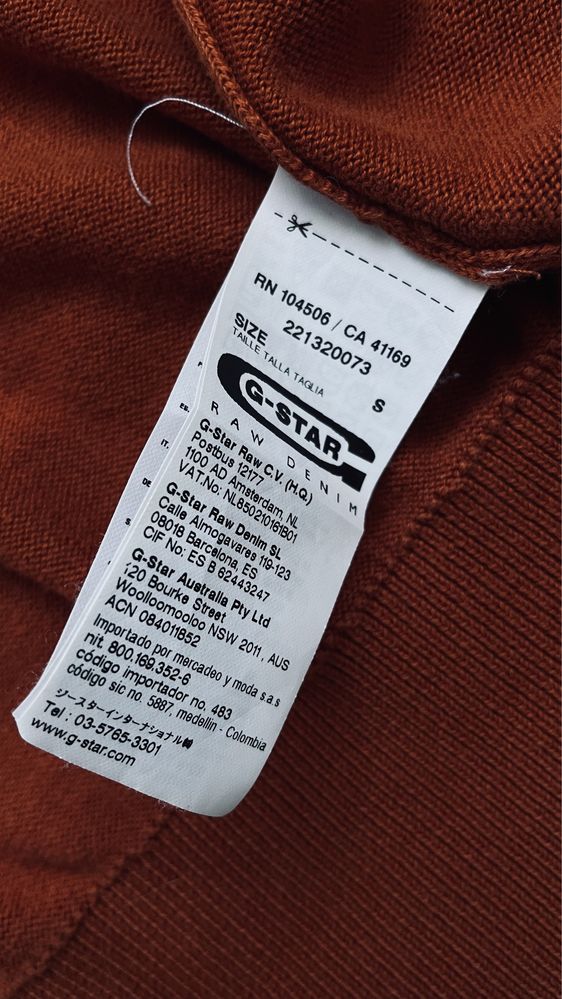 RN 104506 / CA 41169
221320073
SIZE
TAILLE TALLA TAGLIA
S
G-STAR
RAW DENIM
G-Star Raw C.V. (H.Q.)
Postbus 12177
1100 AD Amsterdam, NL
VAT.No: NL850210161B01
G-Star Raw Denim SL
Calle Almogavares 119-123
08018 Barcelona, ES
CIF No: ES B 62443247
G-Star Australia Pty Ltd
120 Bourke Street
Woolloomooloo NSW 2011, AUS
ACN 084011852
Importado por mercadeo y moda s.a.s
nit. 800.169.352-6
código importador no. 483
código sic no. 5887, medellin - Colombia
ジースターインターナショナル㈱
Tel : 03-5765-3301
www.g-star.com
ES.
IT.
DE